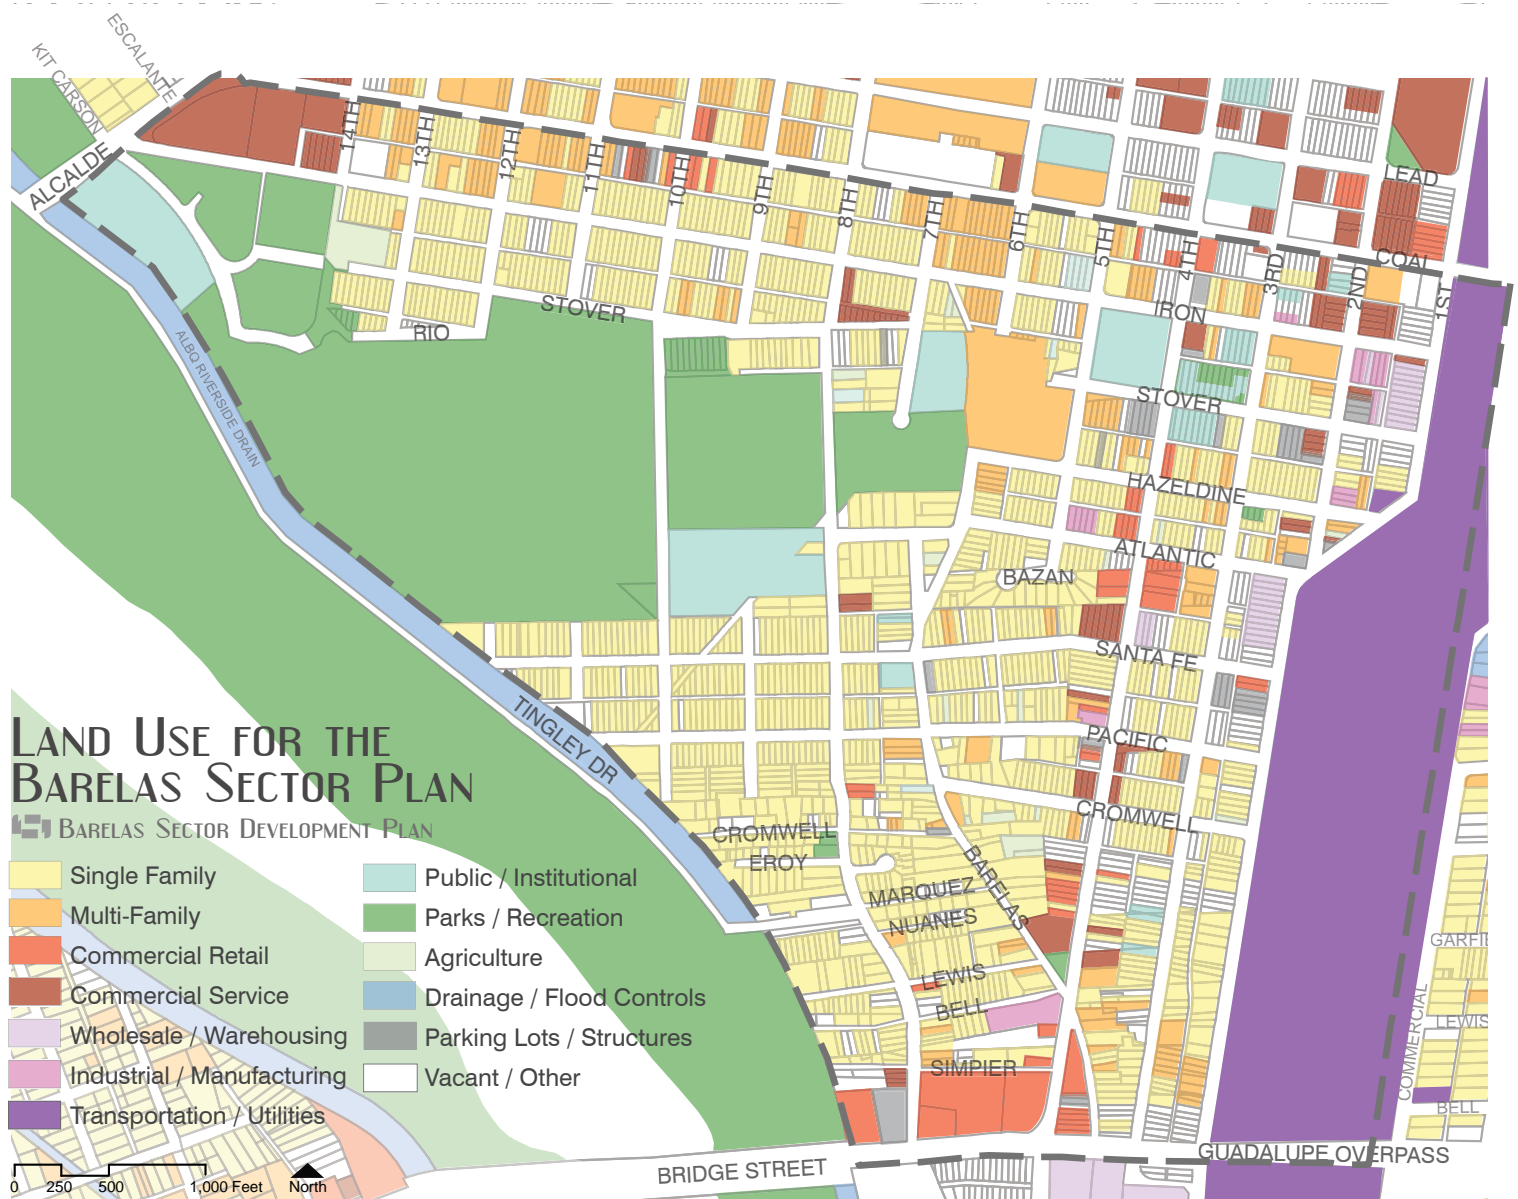 ESCALANTE
KIT CARSON
ALCALDE
14TH
13TH
12TH
11TH
10TH
9TH
8TH
7TH
6TH
5TH
4TH
3RD
2ND
1ST
LEAD
COAL
IRON
STOVER
RIO
STOVER
ALBQ RIVERSIDE DRAIN
HAZELDINE
ATLANTIC
BAZAN
SANTA FE
PACIFIC
TINGLEY DR
CROMWELL
CROMWELL
EROY
BARELAS
MARQUEZ
NUANES
LEWIS
BELL
SIMPIER
GARFIE
LEWIS
COMMERCIAL
BELL
GUADALUPE OVERPASS
BRIDGE STREET
LAND USE FOR THE
BARELAS SECTOR PLAN
BARELAS SECTOR DEVELOPMENT PLAN
Single Family
Multi-Family
Commercial Retail
Commercial Service
Wholesale / Warehousing
Industrial / Manufacturing
Transportation / Utilities
Public / Institutional
Parks / Recreation
Agriculture
Drainage / Flood Controls
Parking Lots / Structures
Vacant / Other
0 250 500 1,000 Feet
North